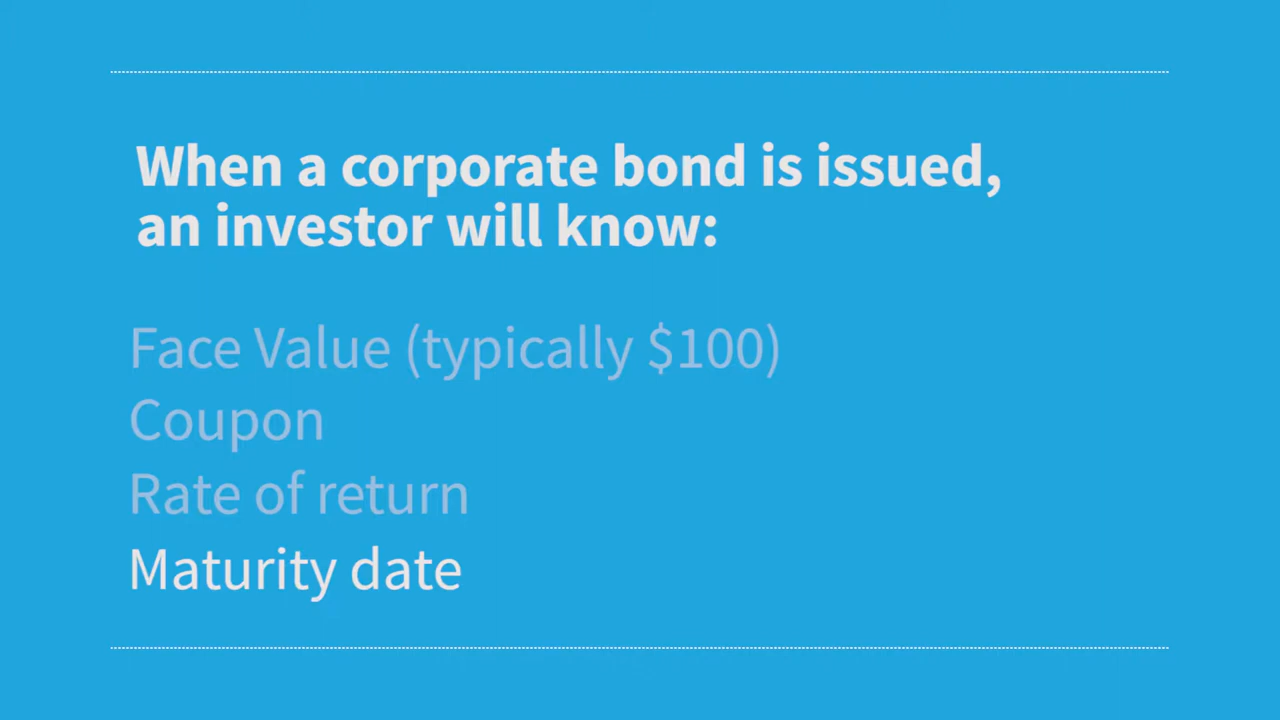 When a corporate bond is issued,
an investor will know:
Face Value (typically $100)
Coupon
Rate of return
Maturity date